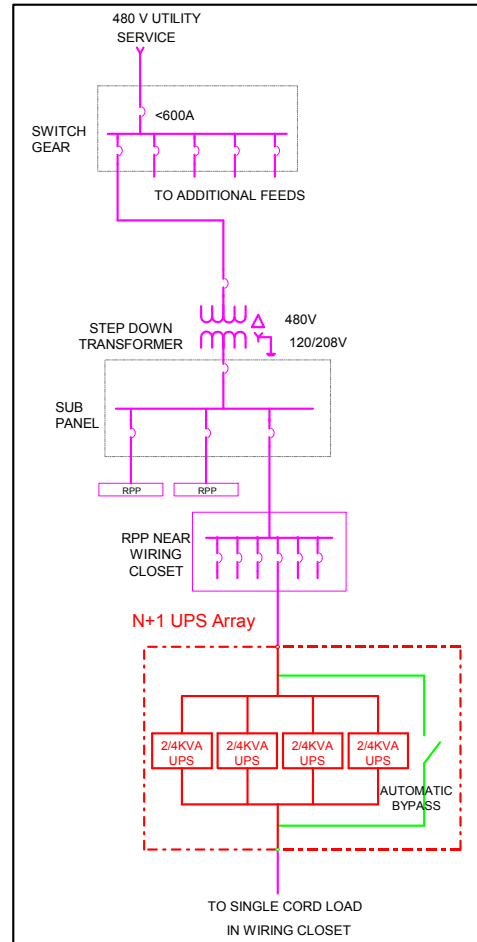 480 V UTILITY
SERVICE
<600A
SWITCH
GEAR
TO ADDITIONAL FEEDS
480V
STEP DOWN
TRANSFORMER
120/208V
SUB
PANEL
RPP
RPP
RPP NEAR
WIRING
CLOSET
N+1 UPS Array
2/4KVA
UPS
2/4KVA
UPS
2/4KVA
UPS
2/4KVA
UPS
AUTOMATIC
BYPASS
TO SINGLE CORD LOAD
IN WIRING CLOSET